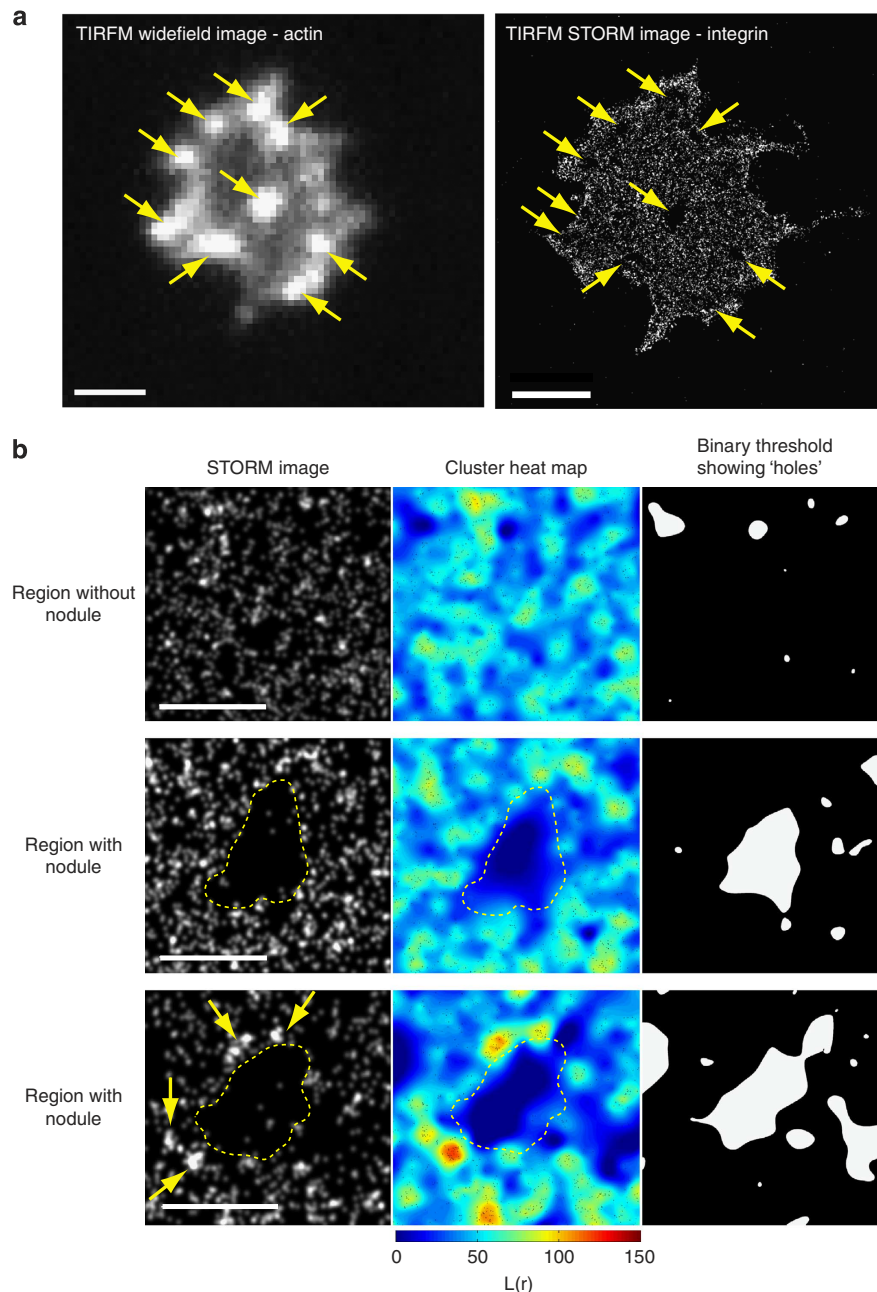 a
TIRFM widefield image - actin
TIRFM STORM image - integrin
b
STORM image
Cluster heat map
Binary threshold
showing ‘holes’
Region without
nodule
Region with
nodule
Region with
nodule
0
50
100
150
L(r)